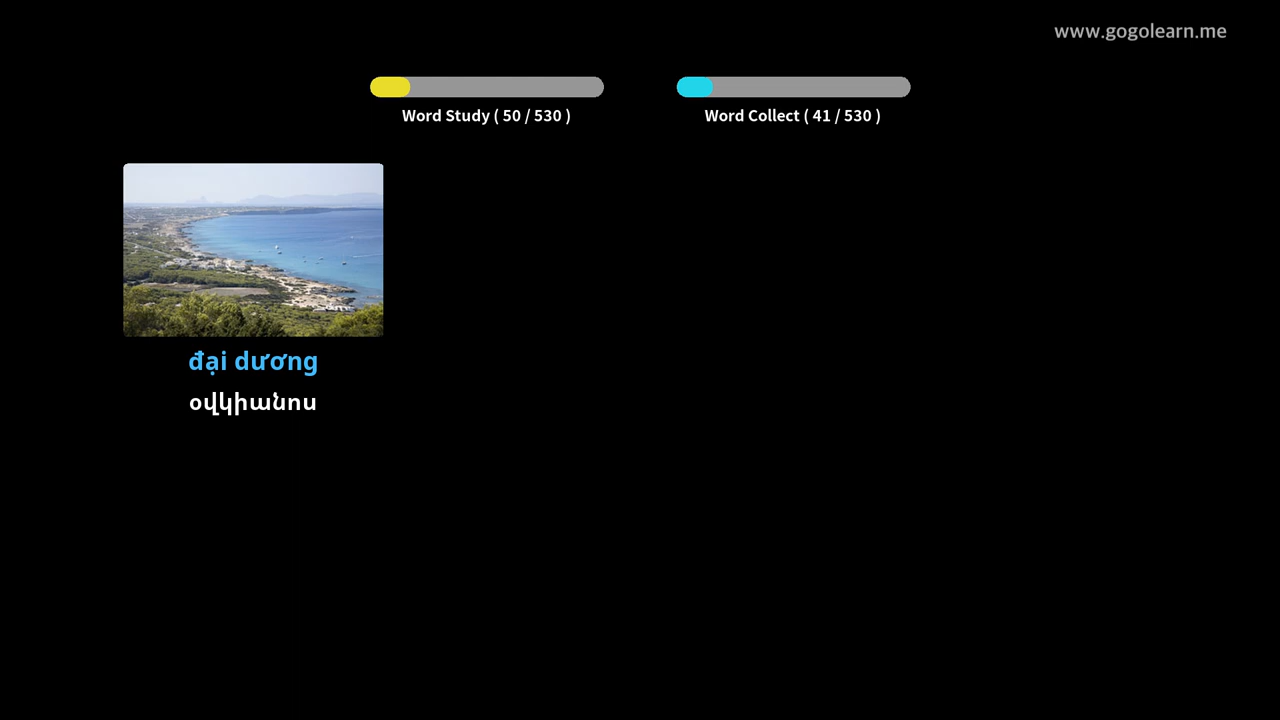 www.gogolearn.me
Word Study ( 50 / 530 )
Word Collect ( 41 / 530 )
đại dương
օվկիանոս